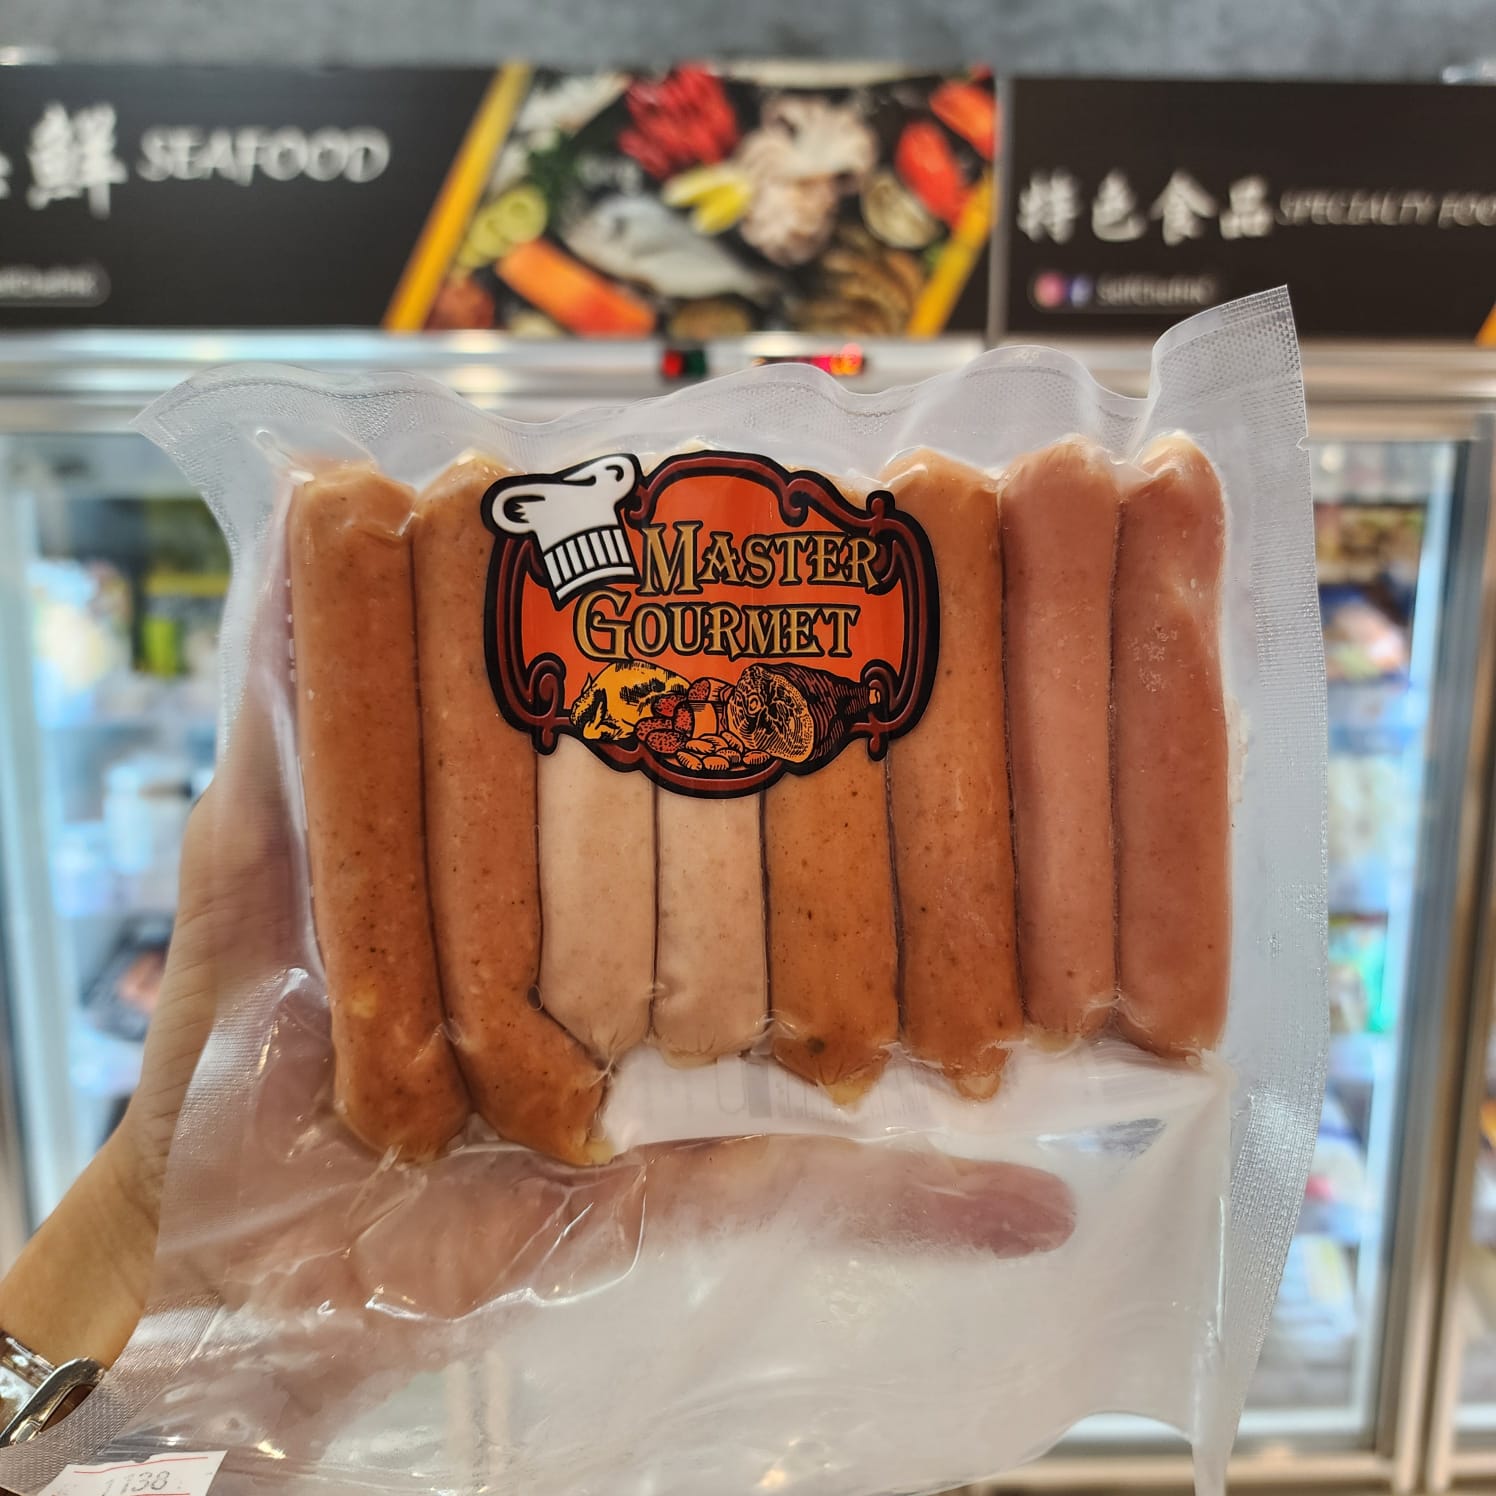 鮮 SEAFOOD
特色食品 SPECIALTY FOO
MASTER
GOURMET
1138